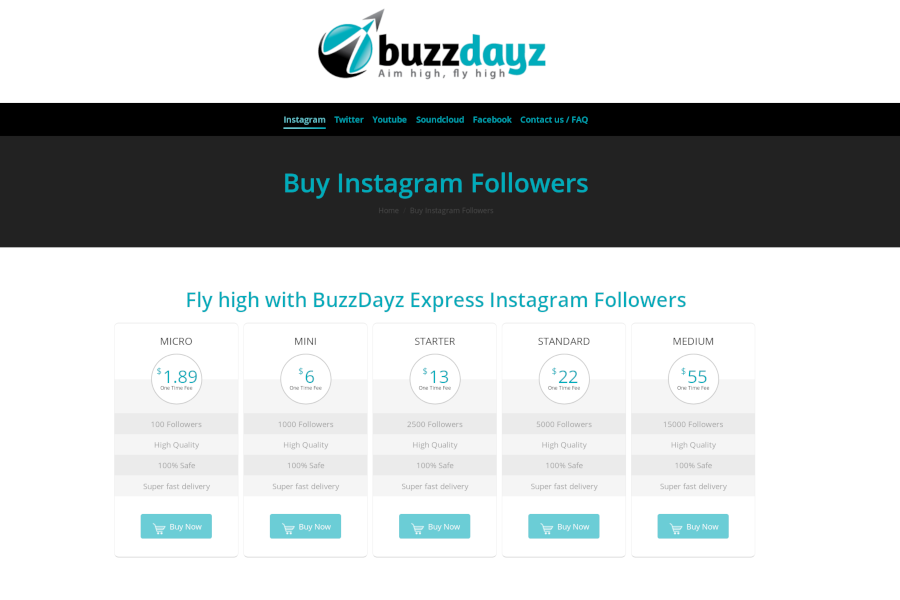 buzzdayz
Aim high, fly high
Instagram Twitter Youtube Soundcloud Facebook Contact us / FAQ
Buy Instagram Followers
Home / Buy Instagram Followers
Fly high with BuzzDayz Express Instagram Followers
MICRO
$1.89
One Time Fee
100 Followers
High Quality
100% Safe
Super fast delivery
Buy Now
MINI
$6
One Time Fee
1000 Followers
High Quality
100% Safe
Super fast delivery
Buy Now
STARTER
$13
One Time Fee
2500 Followers
High Quality
100% Safe
Super fast delivery
Buy Now
STANDARD
$22
One Time Fee
5000 Followers
High Quality
100% Safe
Super fast delivery
Buy Now
MEDIUM
$55
One Time Fee
15000 Followers
High Quality
100% Safe
Super fast delivery
Buy Now